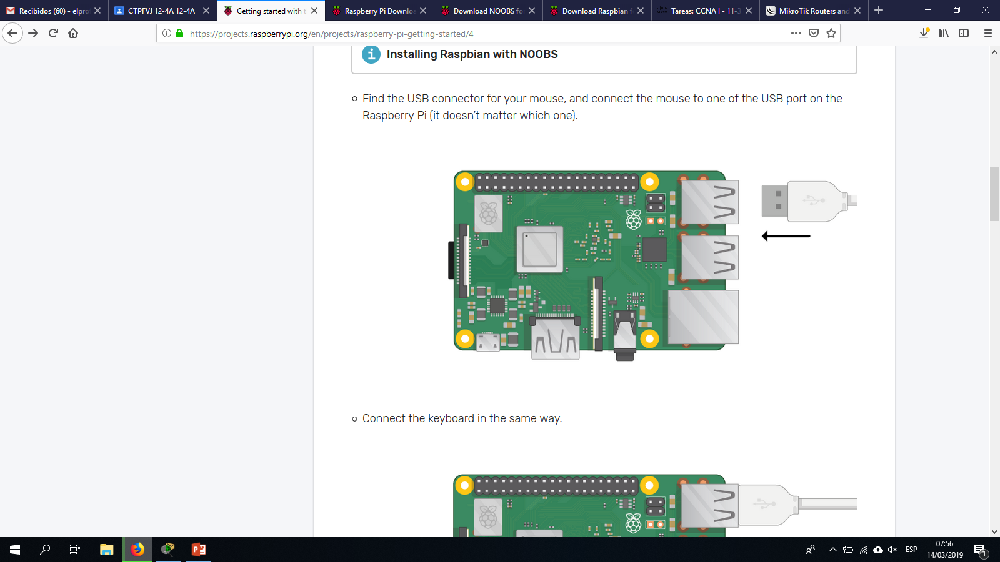 Recibidos (60) - elpro
CTPFVJ 12-4A 12-4A
Getting started with t
Raspberry Pi Downloa
Download NOOBS fo
Download Raspbian f
Tareas: CCNA I - 11-3
MikroTik Routers and
https://projects.raspberrypi.org/en/projects/raspberry-pi-getting-started/4
Installing Raspbian with NOOBS
Find the USB connector for your mouse, and connect the mouse to one of the USB port on the
Raspberry Pi (it doesn’t matter which one).
Connect the keyboard in the same way.
ESP
07:56
14/03/2019
1